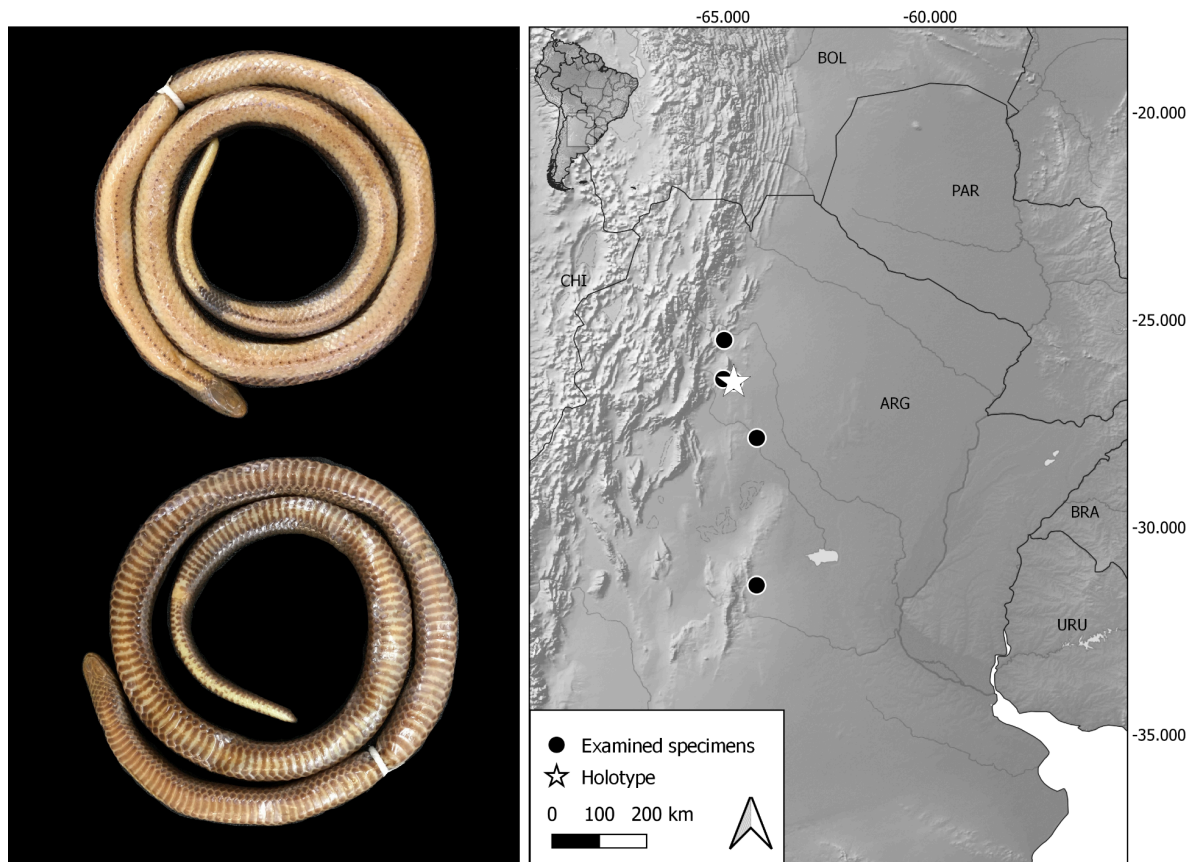 -65.000
-60.000
BOL
-20.000
PAR
CHI
-25.000
ARG
BRA
-30.000
URU
-35.000
Examined specimens
Holotype
0 100 200 km